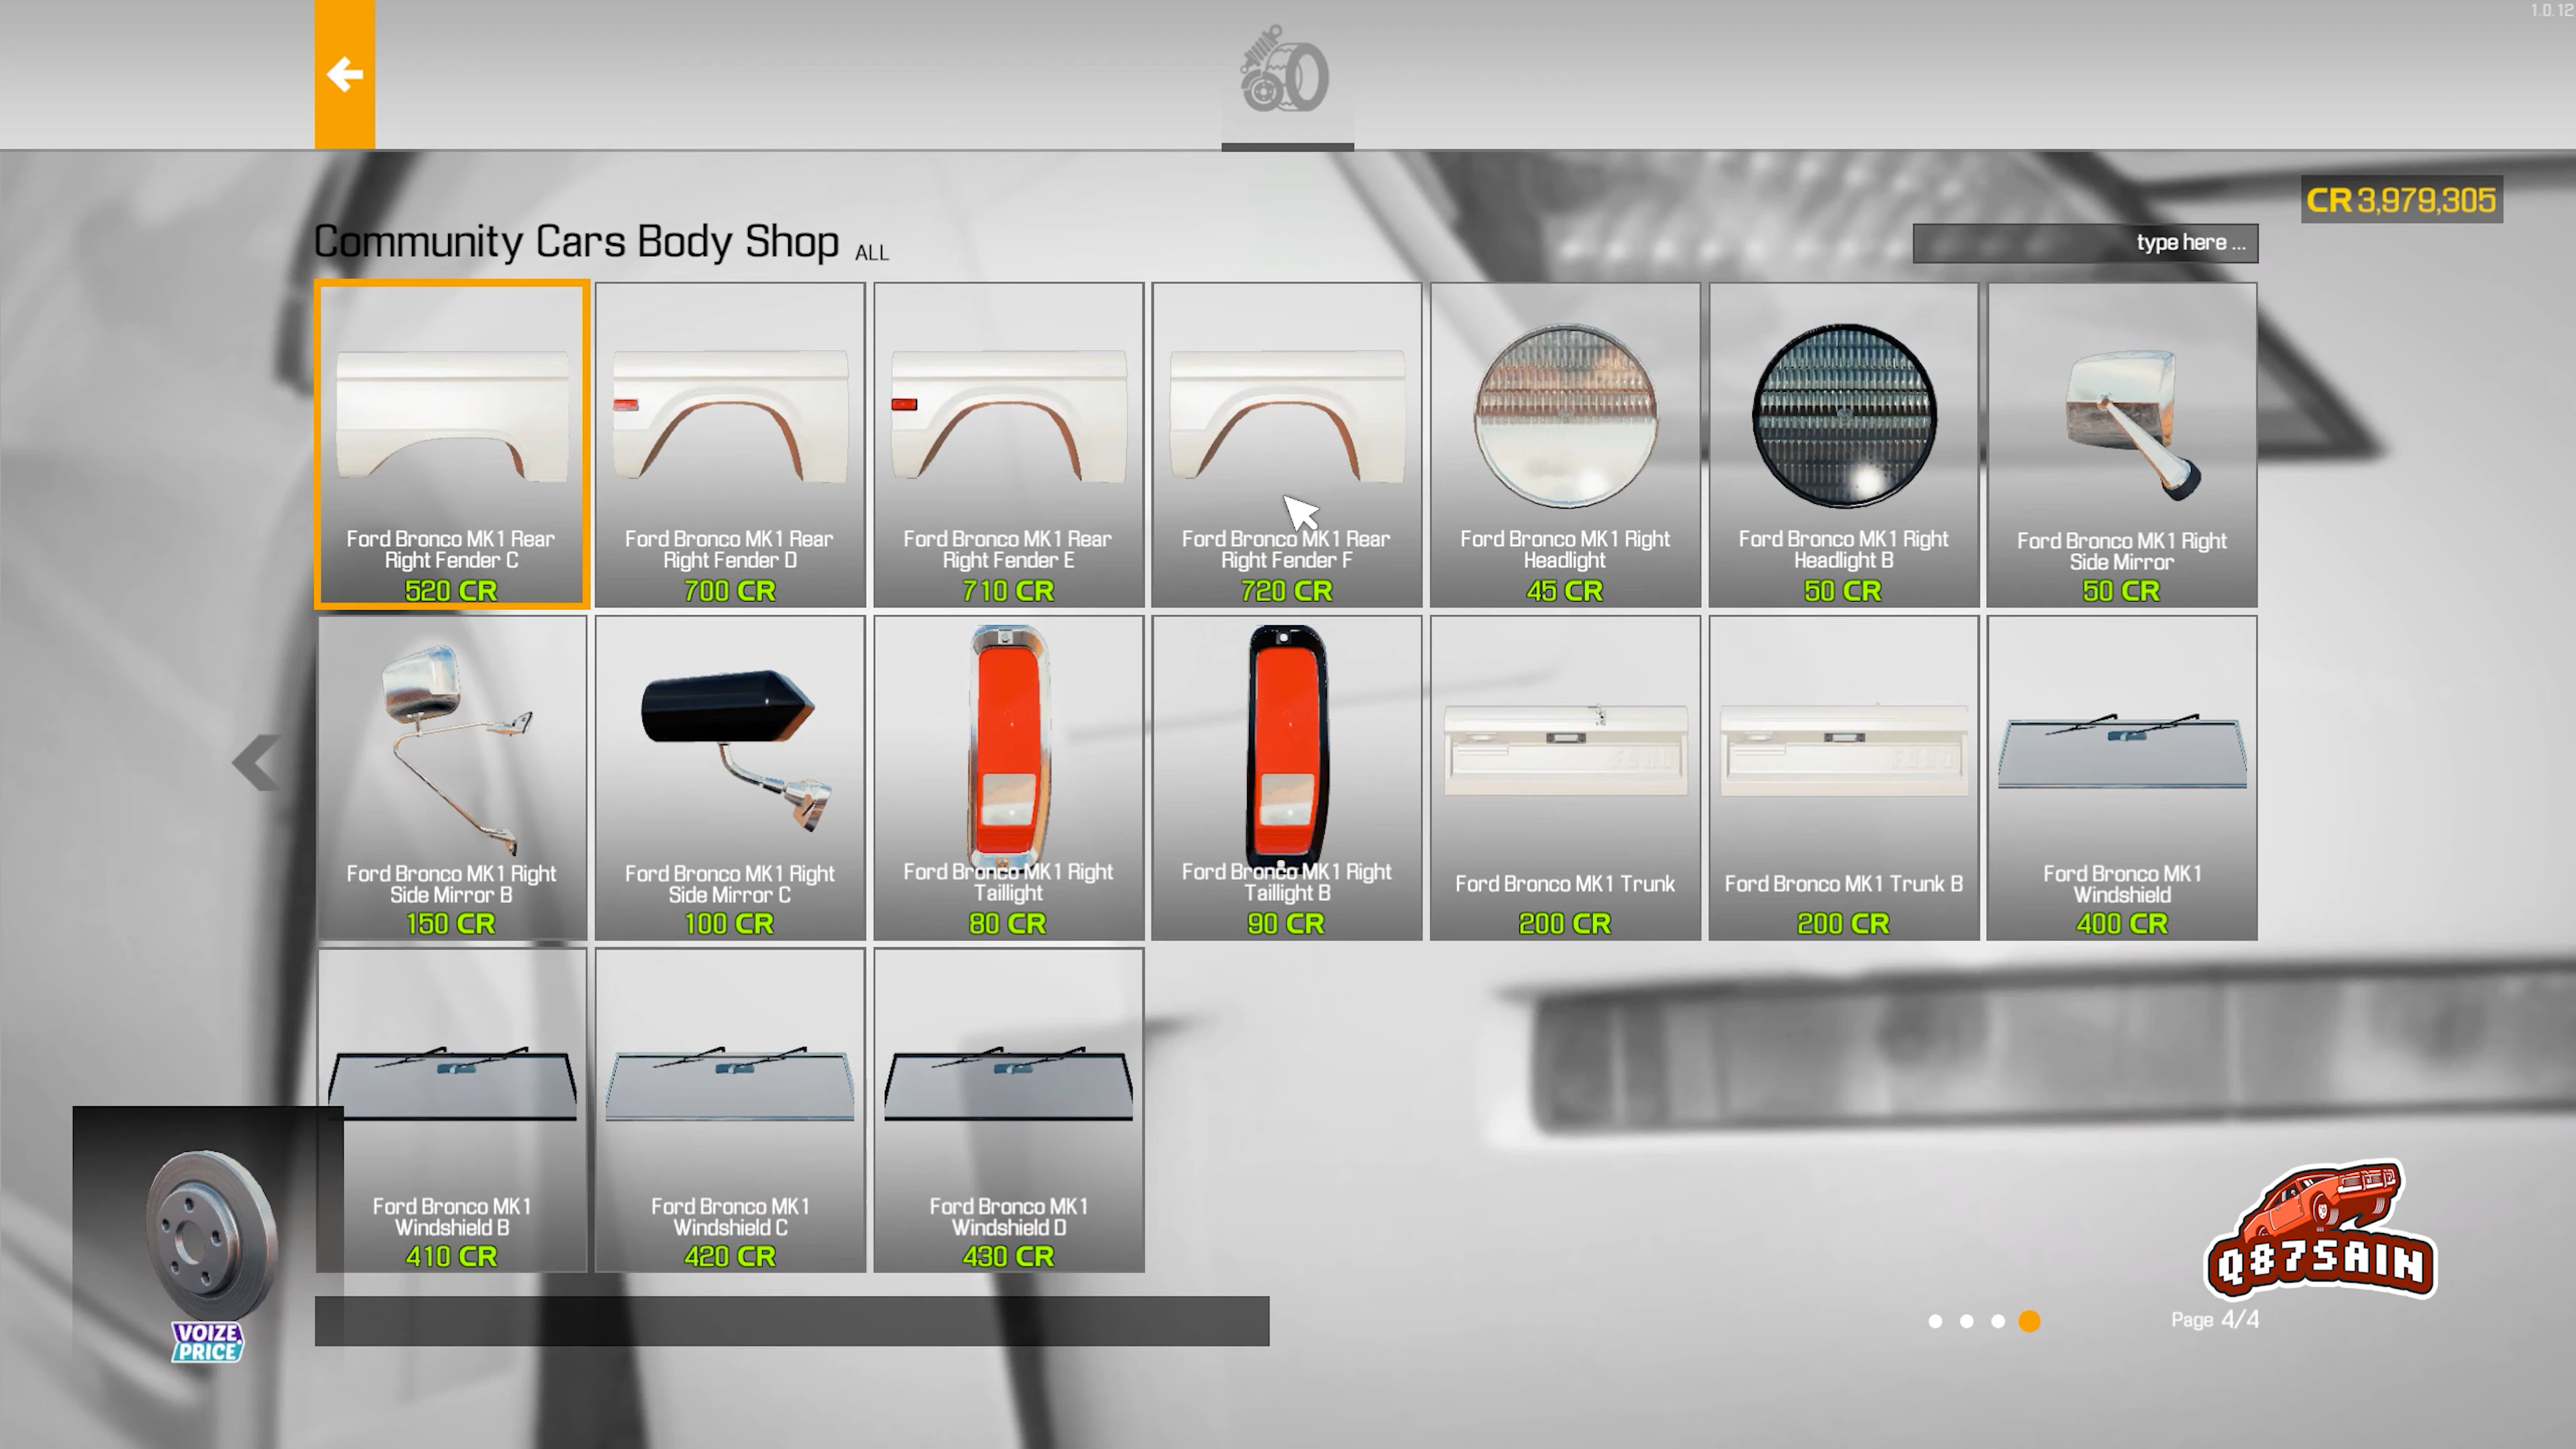 1.0.12
CR 3,979,305
Community Cars Body Shop ALL
type here ...
Ford Bronco MK1 Rear
Right Fender C
520 CR
Ford Bronco MK1 Rear
Right Fender D
700 CR
Ford Bronco MK1 Rear
Right Fender E
710 CR
Ford Bronco MK1 Rear
Right Fender F
720 CR
Ford Bronco MK1 Right
Headlight
45 CR
Ford Bronco MK1 Right
Headlight B
50 CR
Ford Bronco MK1 Right
Side Mirror
50 CR
Ford Bronco MK1 Right
Side Mirror B
150 CR
Ford Bronco MK1 Right
Side Mirror C
100 CR
Ford Bronco MK1 Right
Taillight
80 CR
Ford Bronco MK1 Right
Taillight B
90 CR
FORD
Ford Bronco MK1 Trunk
200 CR
FORD
Ford Bronco MK1 Trunk B
200 CR
Ford Bronco MK1
Windshield
400 CR
Ford Bronco MK1
Windshield B
410 CR
Ford Bronco MK1
Windshield C
420 CR
Ford Bronco MK1
Windshield D
430 CR
VOIZE
PRICE
Q87SAIN
Page 4/4